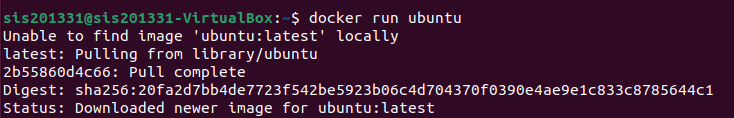 sis201331@sis201331-VirtualBox:~$ docker run ubuntu
Unable to find image 'ubuntu:latest' locally
latest: Pulling from library/ubuntu
2b55860d4c66: Pull complete
Digest: sha256:20fa2d7bb4de7723f542be5923b06c4d704370f0390e4ae9e1c833c8785644c1
Status: Downloaded newer image for ubuntu:latest